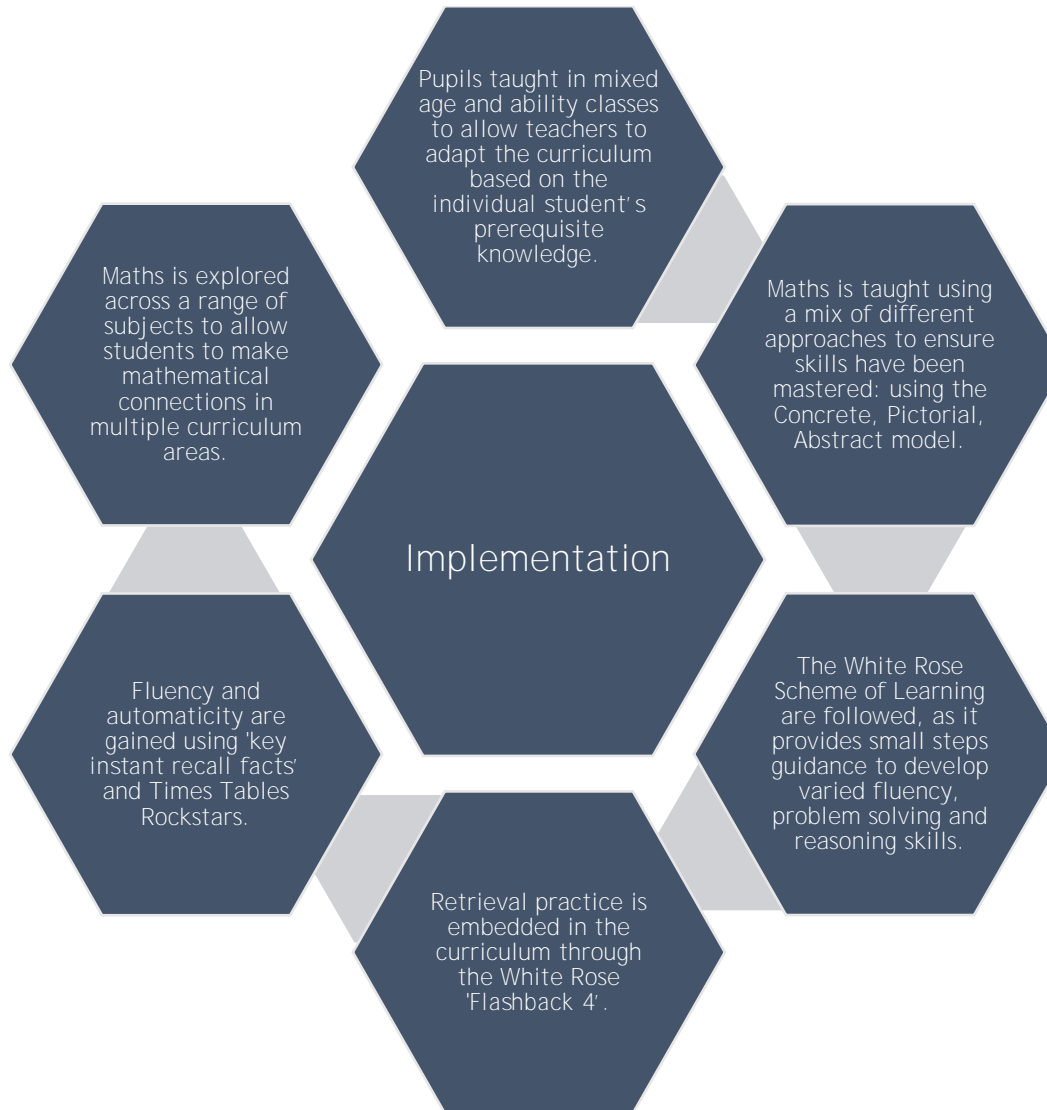 Pupils taught in mixed
age and ability classes
to allow teachers to
adapt the curriculum
based on the
individual student's
prerequisite
knowledge.
Maths is taught using
a mix of different
approaches to ensure
skills have been
mastered: using the
Concrete, Pictorial,
Abstract model.
The White Rose
Scheme of Learning
are followed, as it
provides small steps
guidance to develop
varied fluency,
problem solving and
reasoning skills.
Retrieval practice is
embedded in the
curriculum through
the White Rose
'Flashback 4'.
Fluency and
automaticity are
gained using 'key
instant recall facts'
and Times Tables
Rockstars.
Maths is explored
across a range of
subjects to allow
students to make
mathematical
connections in
multiple curriculum
areas.
Implementation